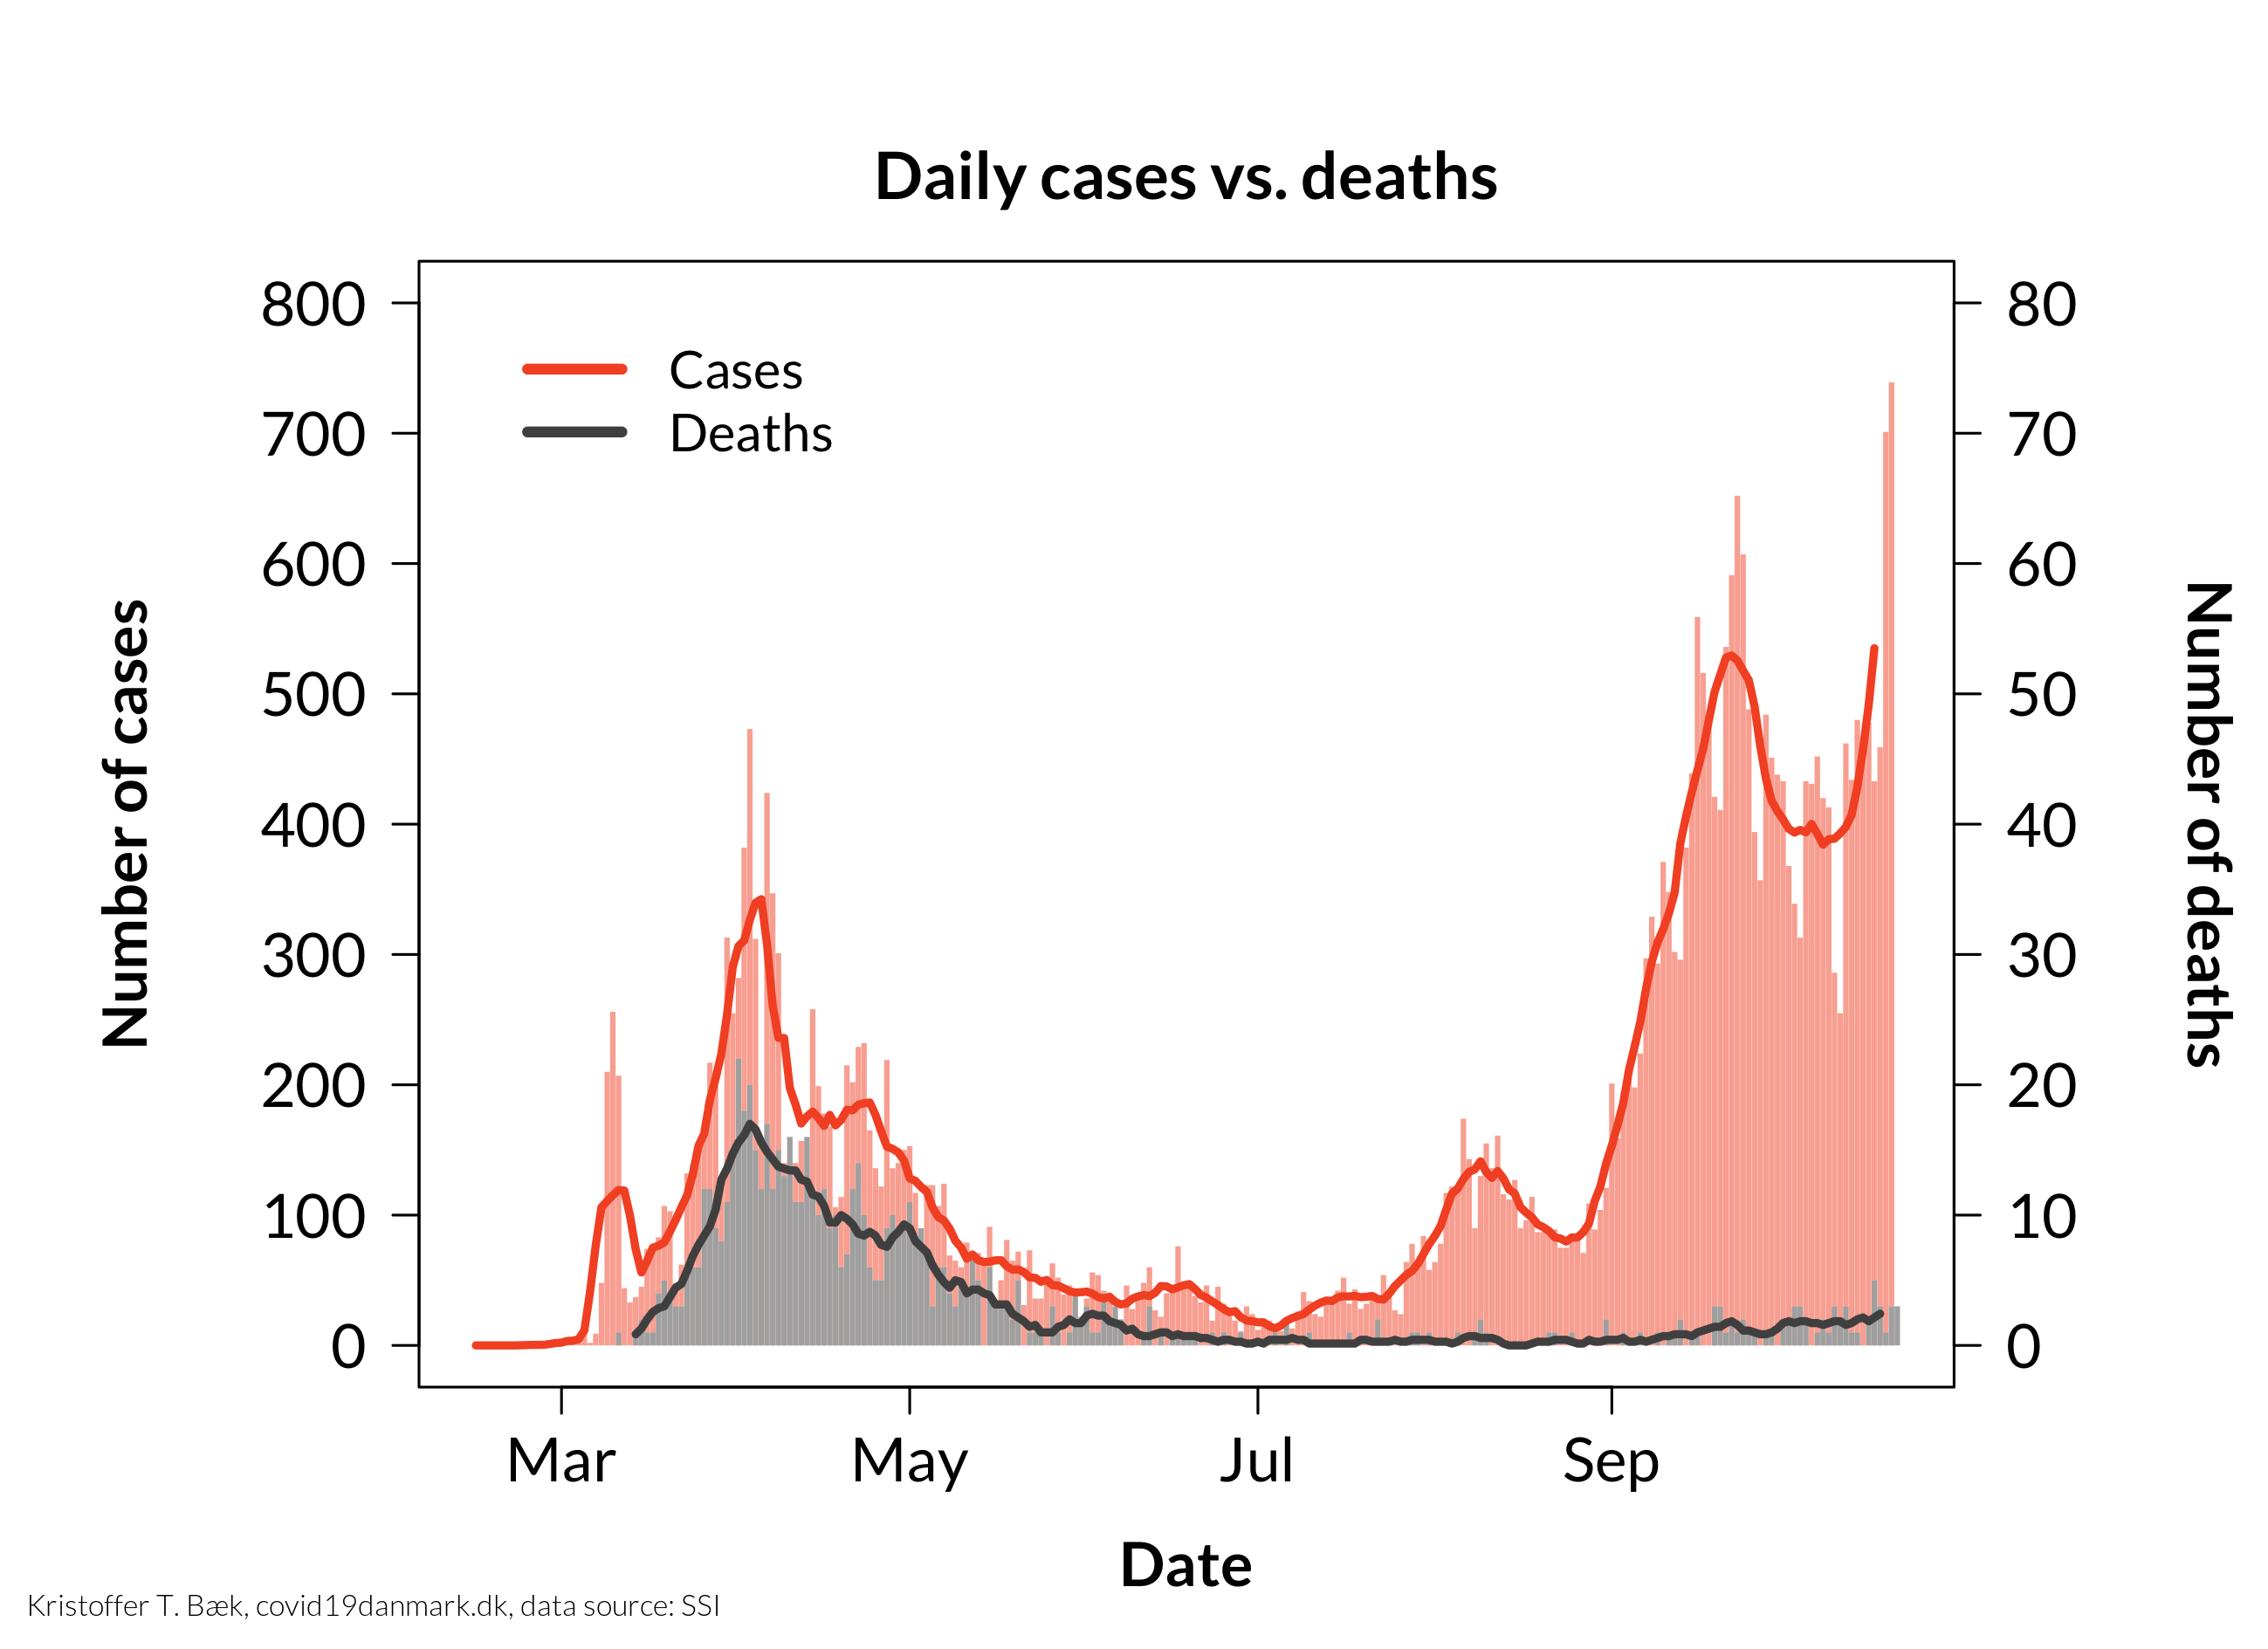 Daily cases vs. deaths
Cases
Deaths
Number of cases
800
700
600
500
400
300
200
100
0
80
70
60
50
40
30
20
10
0
Number of deaths
Mar May Jul Sep
Date
Kristoffer T. Bæk, covid19danmark.dk, data source: SSI